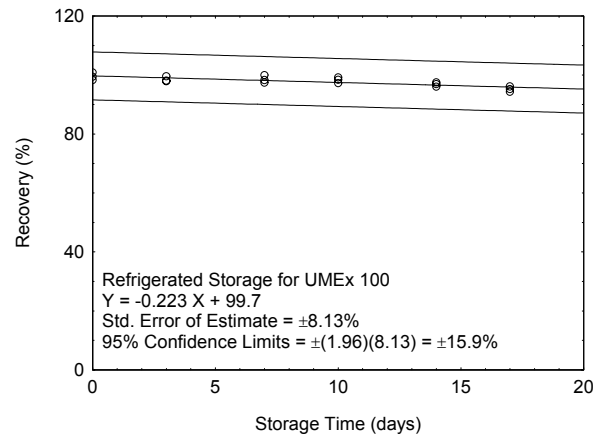 120
80
40
0
Recovery (%)
Refrigerated Storage for UMEx 100
Y = -0.223 X + 99.7
Std. Error of Estimate = ±8.13%
95% Confidence Limits = ±(1.96)(8.13) = ±15.9%
0 5 10 15 20
Storage Time (days)